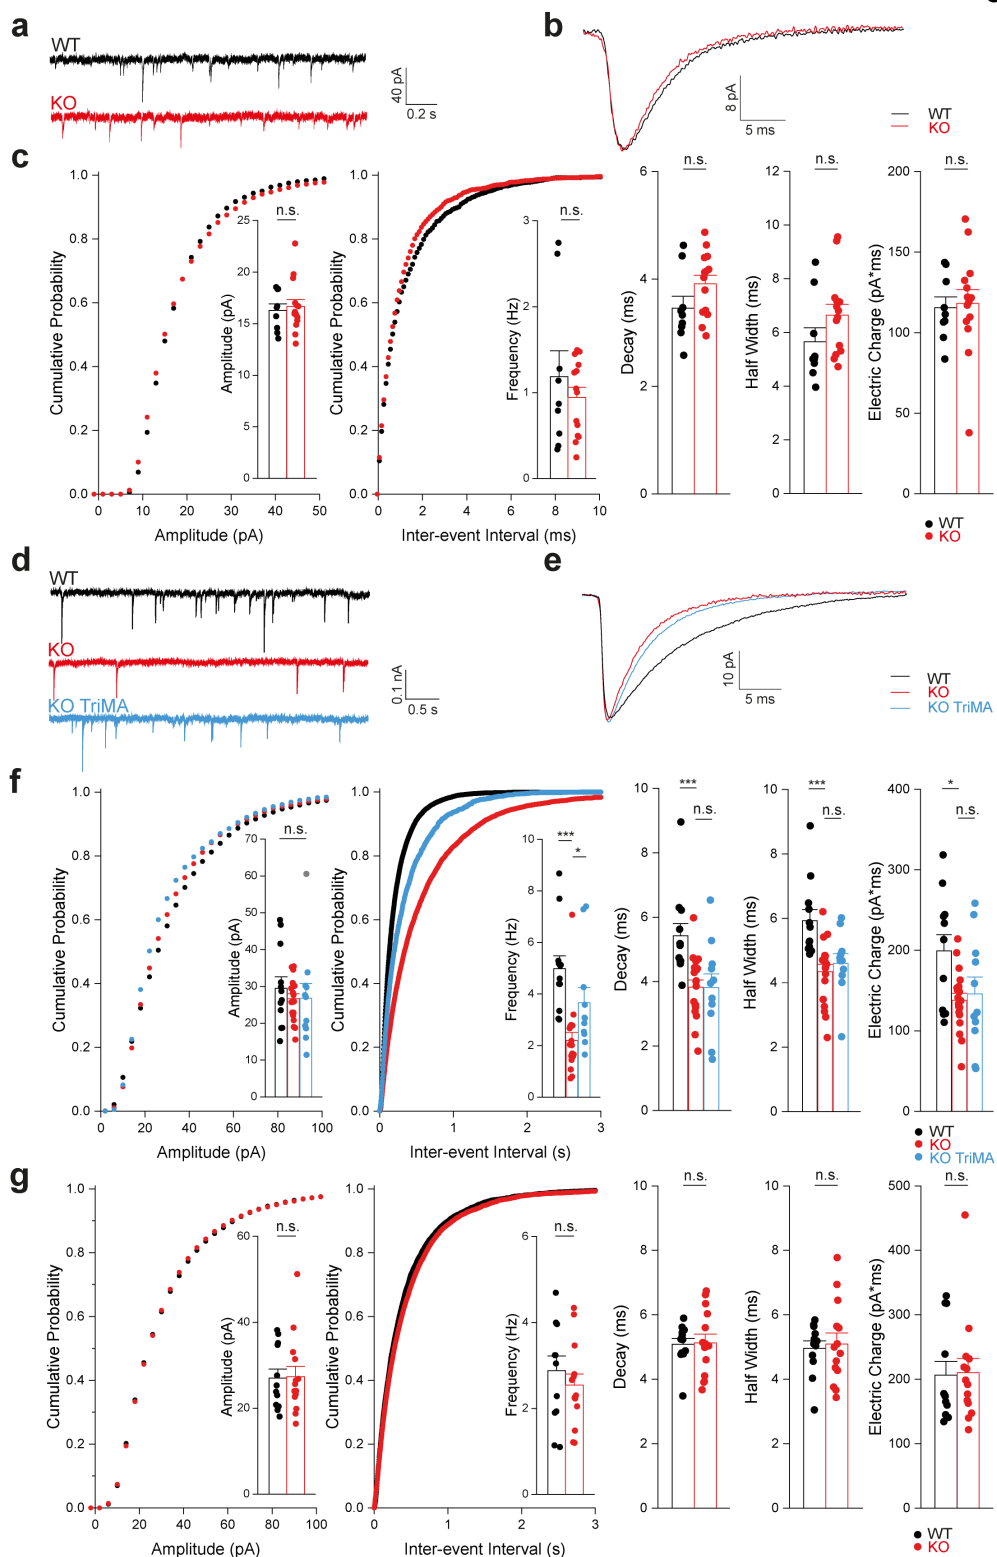 a
WT
KO
40 pA
0.2 s
b
8 pA
5 ms
WT
KO
c
Cumulative Probability
1.0
0.8
0.6
0.4
0.2
0.0
0 10 20 30 40 50
Amplitude (pA)
n.s.
Amplitude (pA)
25
20
15
10
5
0
Cumulative Probability
1.0
0.8
0.6
0.4
0.2
0.0
0 2 4 6 8 10
Inter-event Interval (ms)
n.s.
Frequency (Hz)
3
2
1
0
n.s.
Decay (ms)
6
4
2
0
n.s.
Half Width (ms)
12
10
8
6
4
2
0
n.s.
Electric Charge (pA*ms)
200
150
100
50
0
WT
KO
d
WT
KO
KO TriMA
0.1 nA
0.5 s
e
10 pA
5 ms
WT
KO
KO TriMA
f
Cumulative Probability
1.0
0.8
0.6
0.4
0.2
0.0
0 20 40 60 80 100
Amplitude (pA)
n.s.
Amplitude (pA)
70
60
50
40
30
20
10
0
Cumulative Probability
1.0
0.8
0.6
0.4
0.2
0.0
0 1 2 3
Inter-event Interval (s)
***
*
Frequency (Hz)
10
8
6
4
2
0
***
n.s.
Decay (ms)
10
8
6
4
2
0
***
n.s.
Half Width (ms)
10
8
6
4
2
0
*
n.s.
Electric Charge (pA*ms)
400
300
200
100
0
WT
KO
KO TriMA
g
Cumulative Probability
1.0
0.8
0.6
0.4
0.2
0.0
0 20 40 60 80 100
Amplitude (pA)
n.s.
Amplitude (pA)
60
40
20
0
Cumulative Probability
1.0
0.8
0.6
0.4
0.2
0.0
0 1 2 3
Inter-event Interval (s)
n.s.
Frequency (Hz)
6
4
2
0
n.s.
Decay (ms)
10
8
6
4
2
0
n.s.
Half Width (ms)
10
8
6
4
2
0
n.s.
Electric Charge (pA*ms)
500
400
300
200
100
0
WT
KO